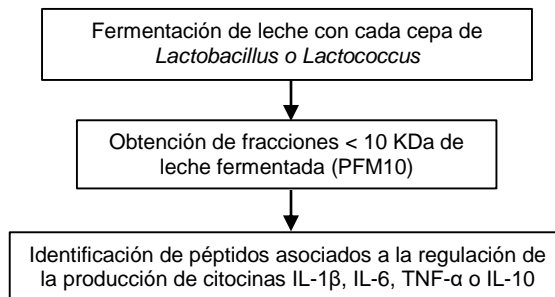 Fermentación de leche con cada cepa de
Lactobacillus o Lactococcus
Obtención de fracciones < 10 KDa de
leche fermentada (PFM10)
Identificación de péptidos asociados a la regulación de
la producción de citocinas IL-1β, IL-6, TNF-α o IL-10